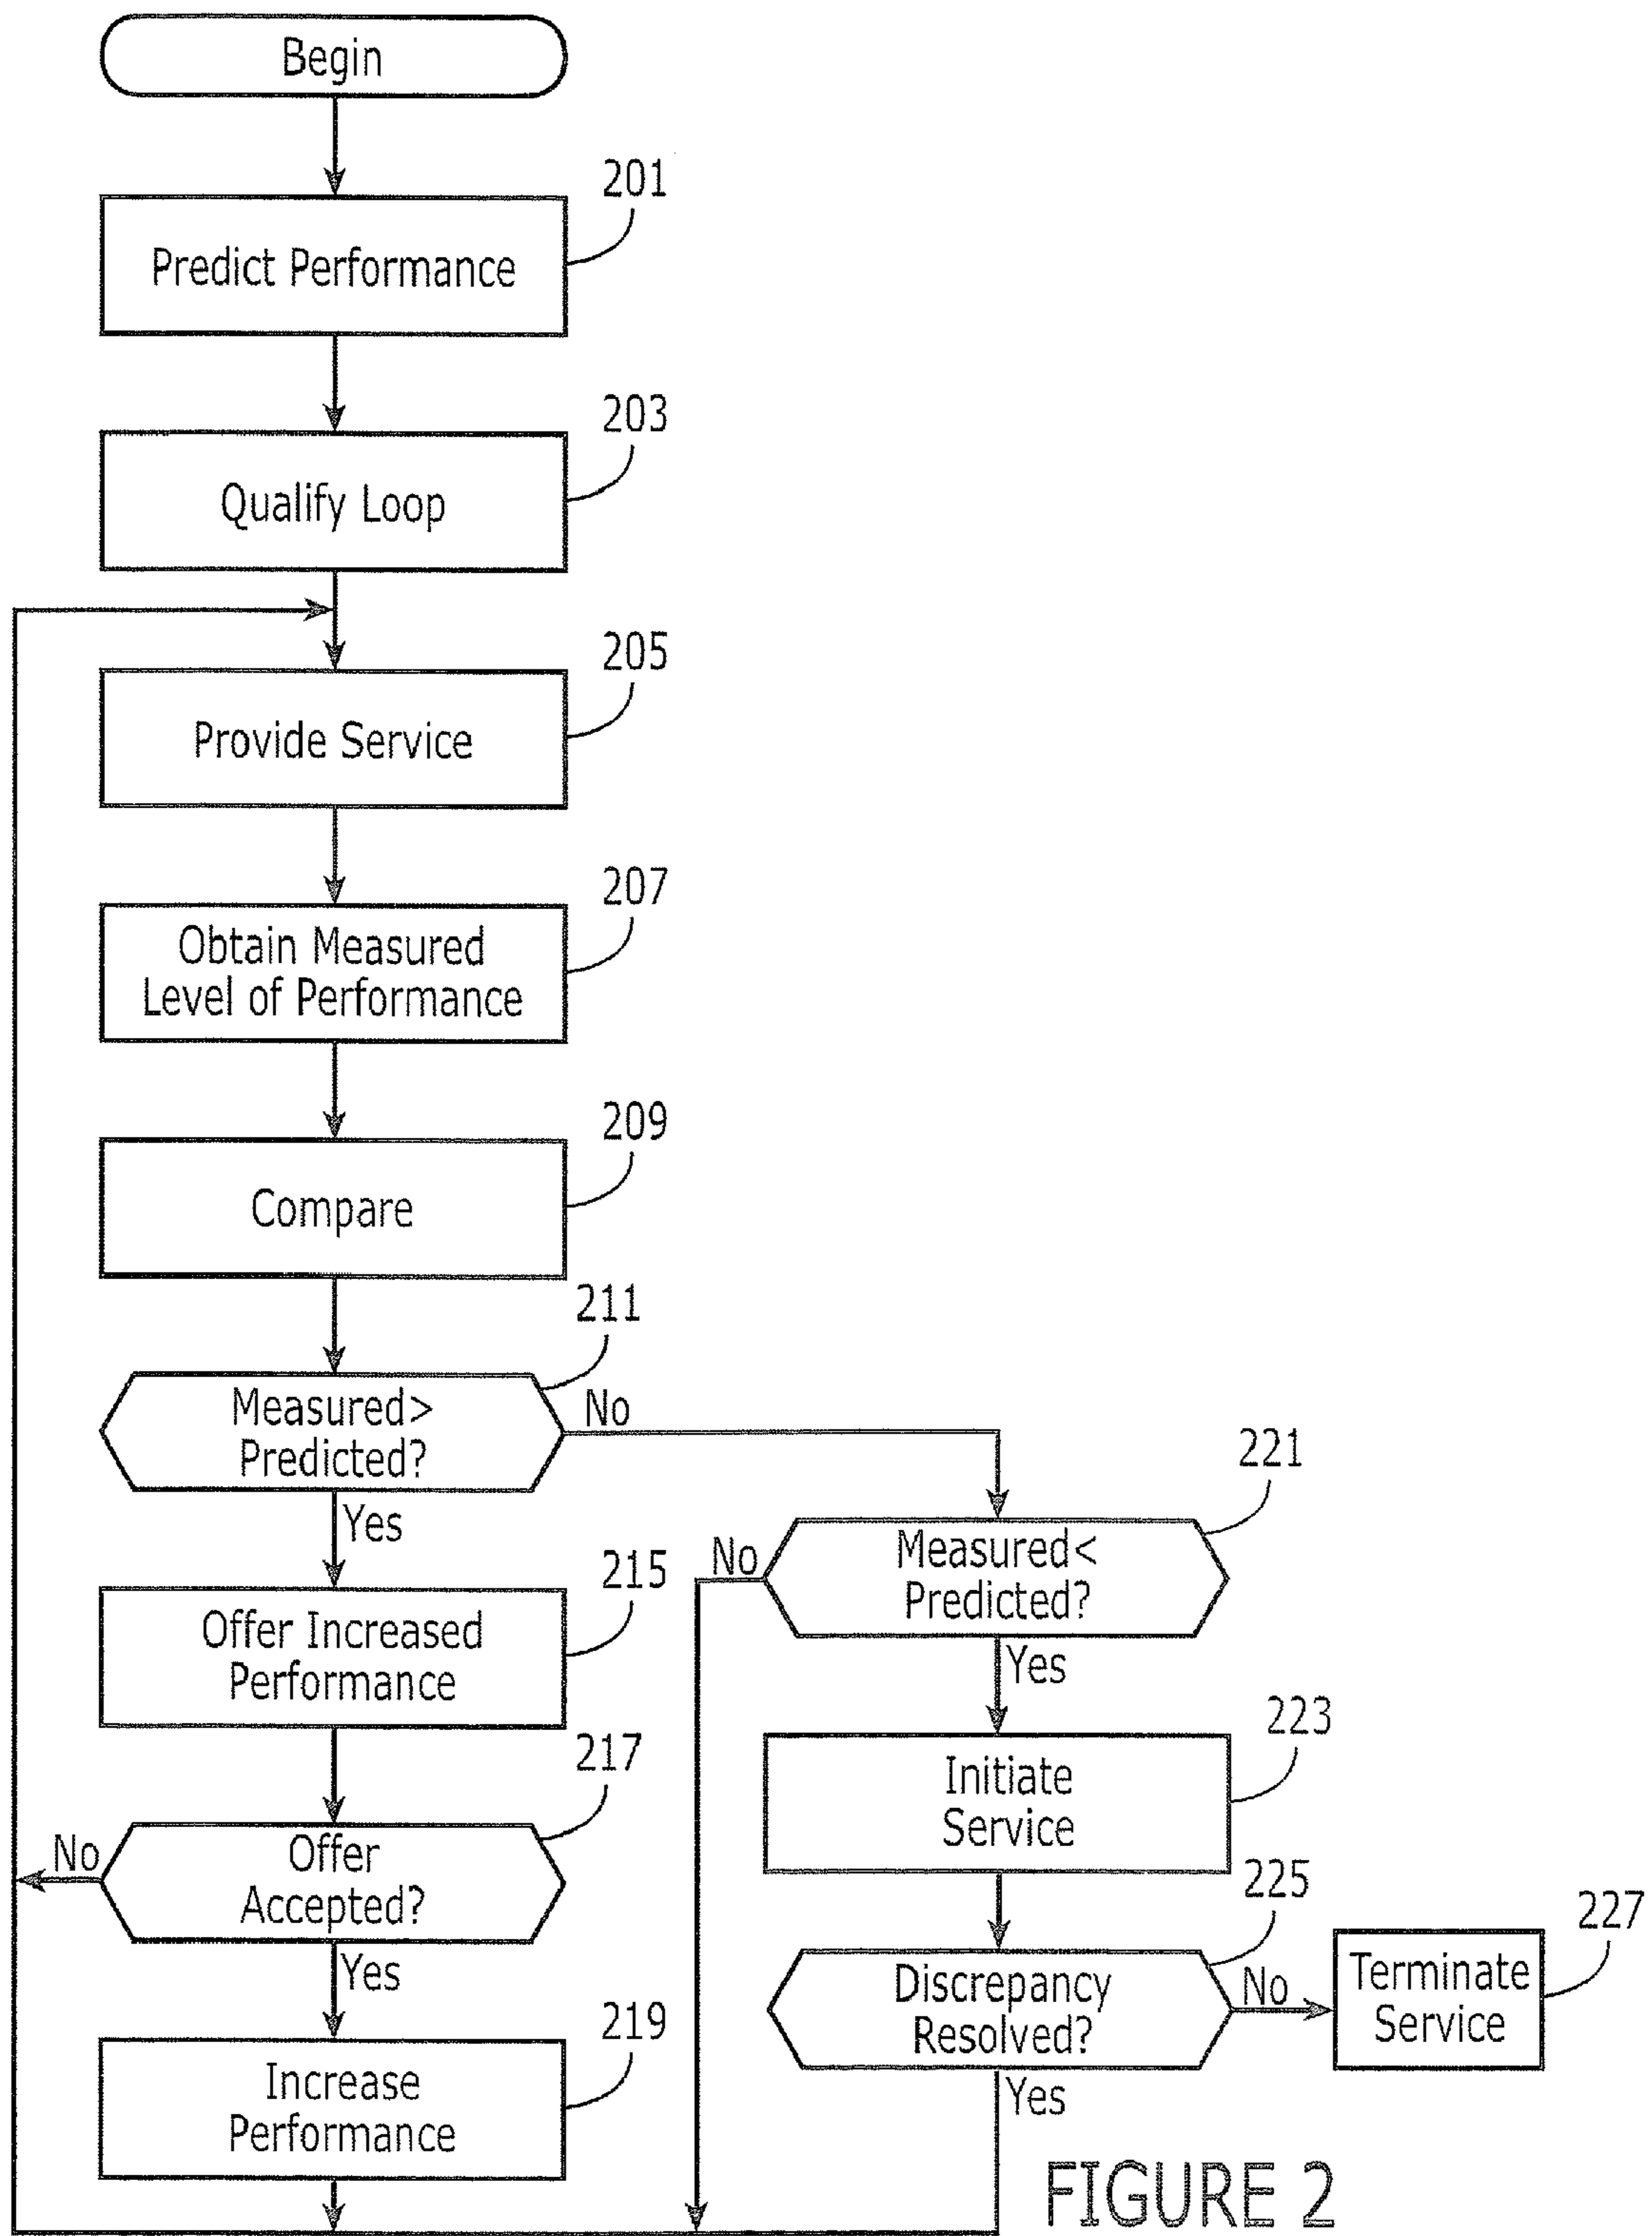 Begin
201
Predict Performance
203
Qualify Loop
205
Provide Service
207
Obtain Measured
Level of Performance
209
Compare
211
Measured>
Predicted?
No
Yes
221
Measured<
Predicted?
No
Yes
215
Offer Increased
Performance
223
Initiate
Service
217
Offer
Accepted?
No
Yes
225
Discrepancy
Resolved?
No
Yes
227
Terminate
Service
219
Increase
Performance
FIGURE 2